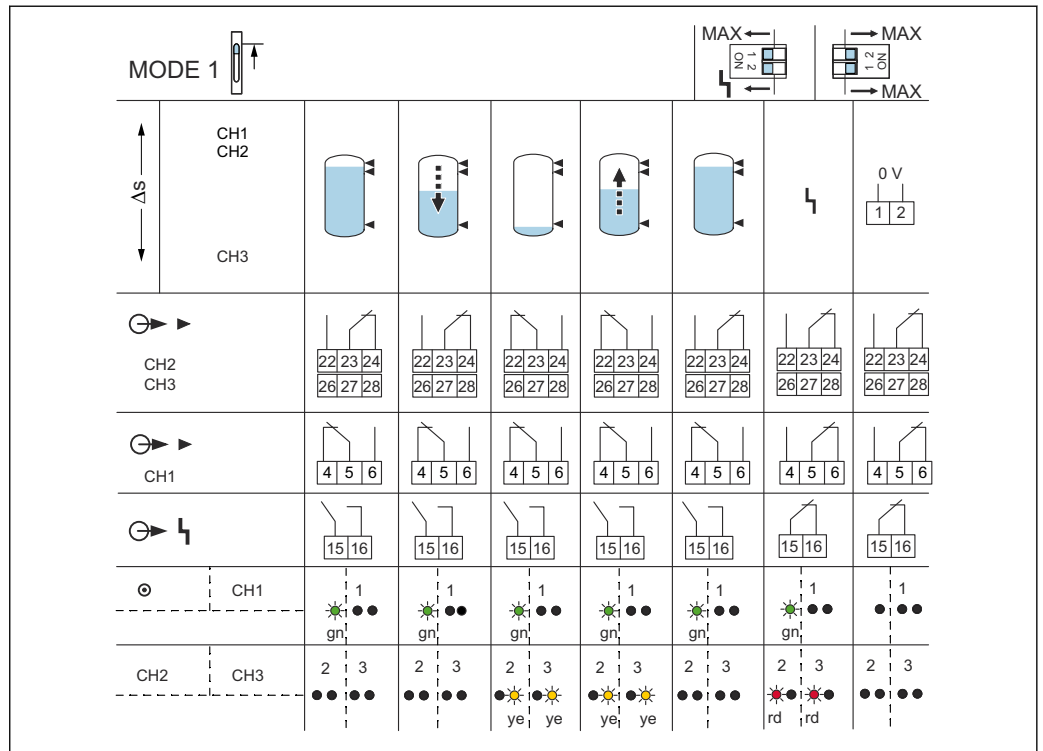 MAX MAX
MODE 1
1 2 ON 1 2 ON
MAX
CH1
CH2
Δs
0 V
1 2
CH3
22 23 24 22 23 24 22 23 24 22 23 24 22 23 24 22 23 24 22 23 24
CH2
CH3
26 27 28 26 27 28 26 27 28 26 27 28 26 27 28 26 27 28 26 27 28
4 5 6 4 5 6 4 5 6 4 5 6 4 5 6 4 5 6 4 5 6
CH1
15 16 15 16 15 16 15 16 15 16 15 16 15 16
CH1 1 1 1 1 1 1 1
gn gn gn gn gn gn
CH2 CH3 2 3 2 3 2 3 2 3 2 3 2 3 2 3
ye ye ye ye rd rd